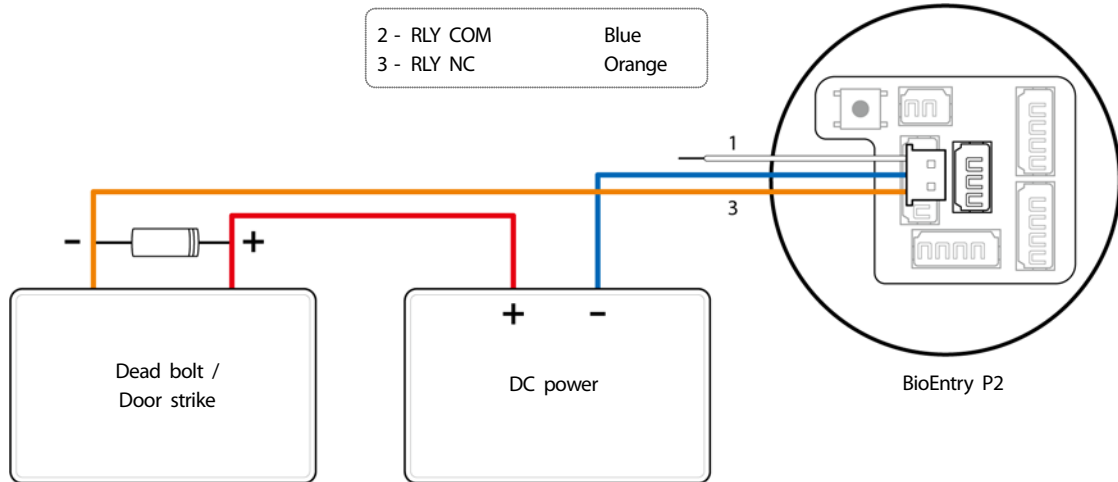 2 - RLY COM Blue
3 - RLY NC Orange
1
3
- +
+ -
Dead bolt /
Door strike
DC power
BioEntry P2